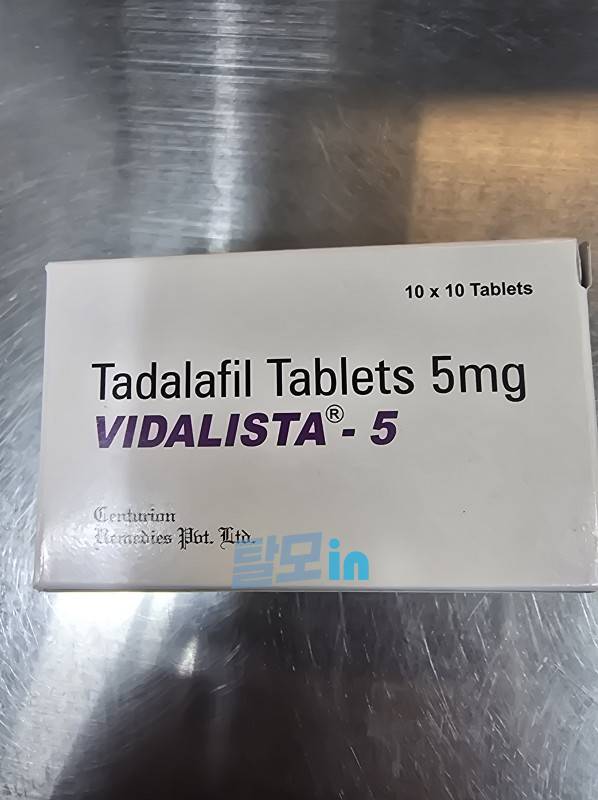 10 x 10 Tablets
Tadalafil Tablets 5mg
VIDALISTA® - 5
Centurion
Remedies Pvt. Ltd.
탈모in